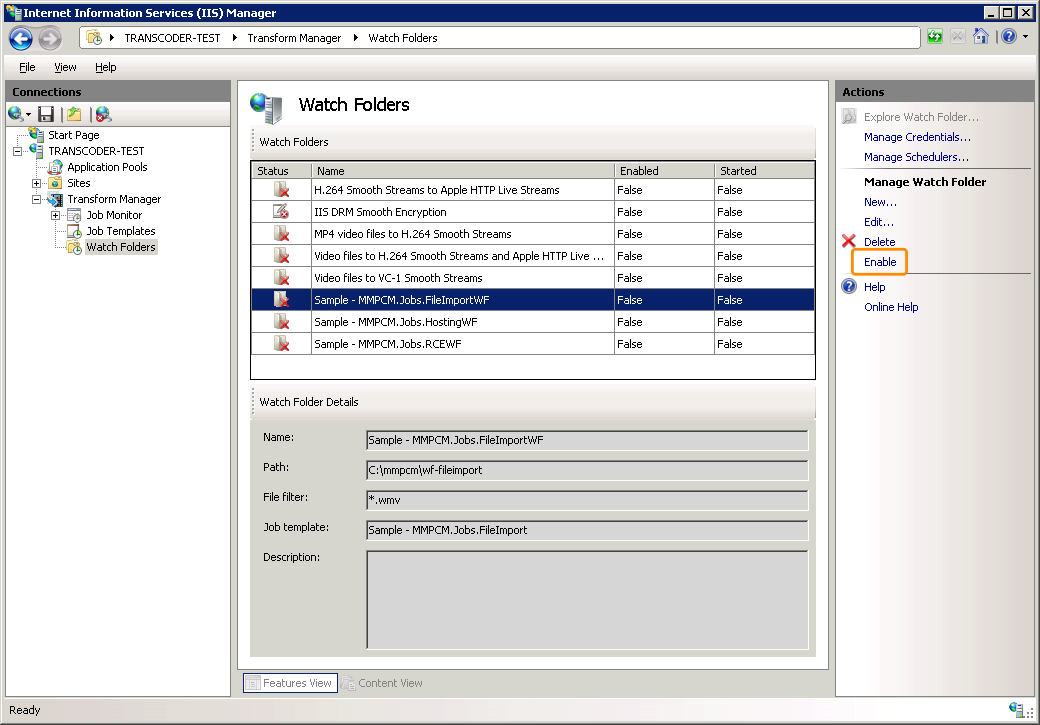 Internet Information Services (IIS) Manager
TRANSCODER-TEST Transform Manager Watch Folders
File View Help
Connections
Start Page
TRANSCODER-TEST
Application Pools
Sites
Transform Manager
Job Monitor
Job Templates
Watch Folders
Watch Folders
Watch Folders
Status Name Enabled Started
H.264 Smooth Streams to Apple HTTP Live Streams False False
IIS DRM Smooth Encryption False False
MP4 video files to H.264 Smooth Streams False False
Video files to H.264 Smooth Streams and Apple HTTP Live ... False False
Video files to VC-1 Smooth Streams False False
Sample - MMPCM.Jobs.FileImportWF False False
Sample - MMPCM.Jobs.HostingWF False False
Sample - MMPCM.Jobs.RCEWF False False
Watch Folder Details
Name: Sample - MMPCM.Jobs.FileImportWF
Path: C:\mmpcm\wf-fileimport
File filter: *.wmv
Job template: Sample - MMPCM.Jobs.FileImport
Description:
Features View Content View
Actions
Explore Watch Folder...
Manage Credentials...
Manage Schedulers...
Manage Watch Folder
New...
Edit...
Delete
Enable
Help
Online Help
Ready